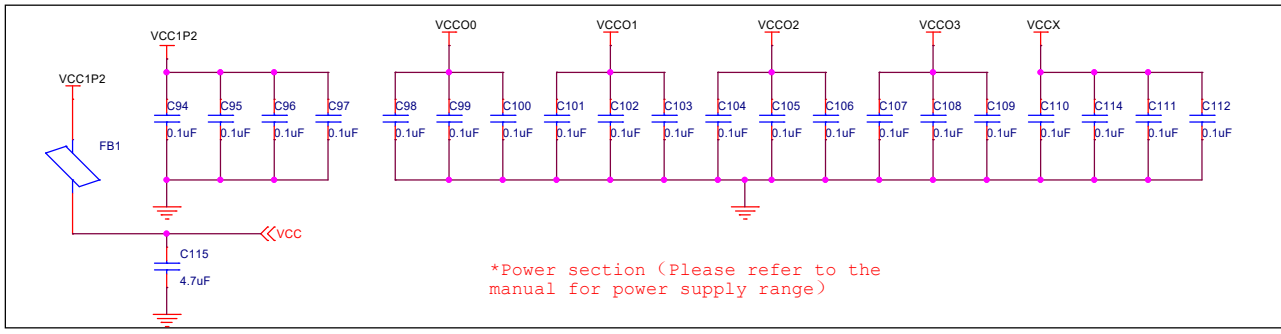 VCCO0 VCCO1 VCCO2 VCCO3 VCCX
VCC1P2
VCC1P2
C94 C95 C96 C97 C98 C99 C100 C101 C102 C103 C104 C105 C106 C107 C108 C109 C110 C114 C111 C112
0.1uF 0.1uF 0.1uF 0.1uF 0.1uF 0.1uF 0.1uF 0.1uF 0.1uF 0.1uF 0.1uF 0.1uF 0.1uF 0.1uF 0.1uF 0.1uF 0.1uF 0.1uF 0.1uF 0.1uF
FB1
VCC
C115
4.7uF
*Power section（Please refer to the
manual for power supply range）